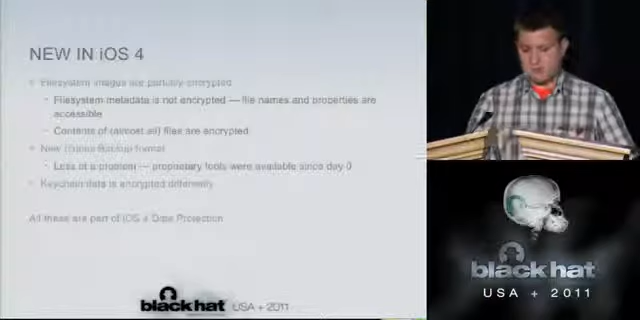 NEW IN iOS 4
Filesystem images are partially encrypted
Filesystem metadata is not encrypted — file names and properties are
accessible
Contents of (almost all) files are encrypted
New iTunes Backup format
Less of a problem — proprietary tools were available since day 0
Keychain data is encrypted differently
All these are part of iOS 4 Data Protection
black hat USA + 2011
black hat
USA + 2011